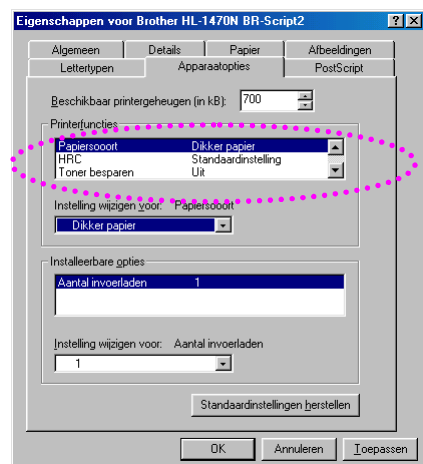 Eigenschappen voor Brother HL-1470N BR-Script2
Algemeen Details Papier Afbeeldingen
Lettertypen Apparaatopties PostScript
Beschikbaar printergeheugen (in kB): 700
Printerfuncties
Papiersooort Dikker papier
HRC Standaardinstelling
Toner besparen Uit
Instelling wijzigen voor: Papiersooort
Dikker papier
Installeerbare opties
Aantal invoerladen 1
Instelling wijzigen voor: Aantal invoerladen
1
Standaardinstellingen herstellen
OK Annuleren Toepassen